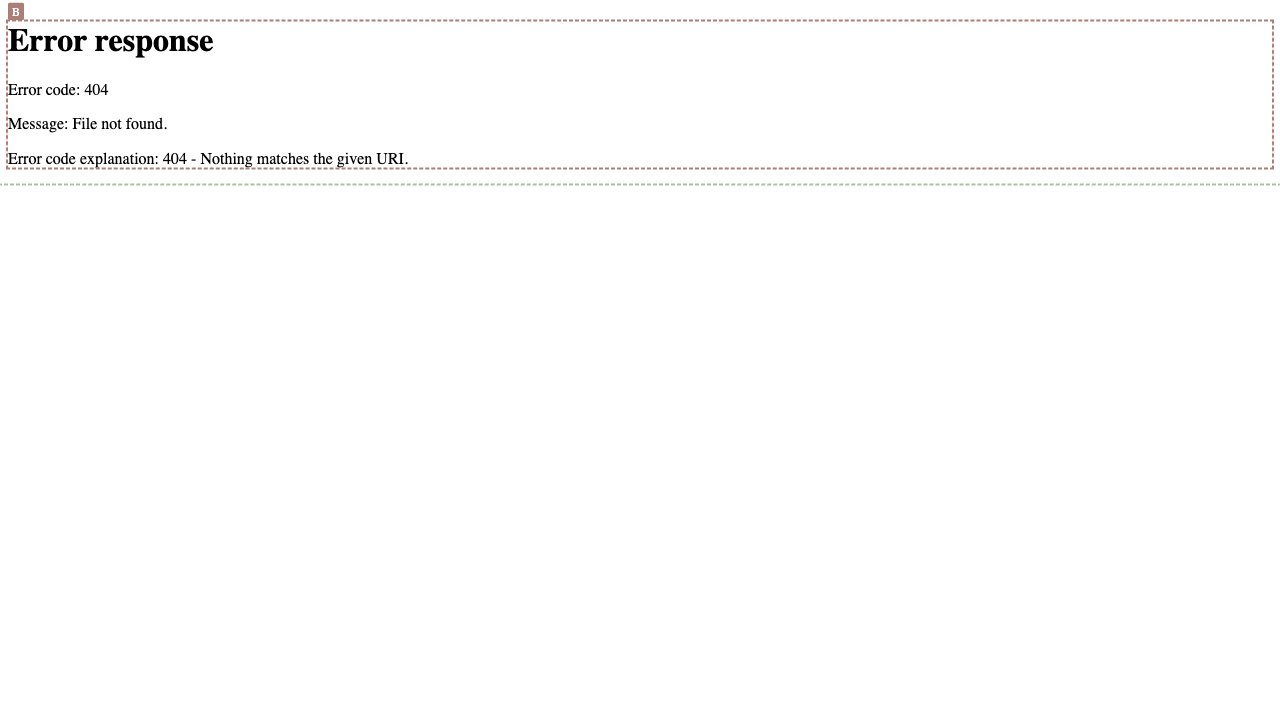 B
Error response
Error code: 404
Message: File not found.
Error code explanation: 404 - Nothing matches the given URI.